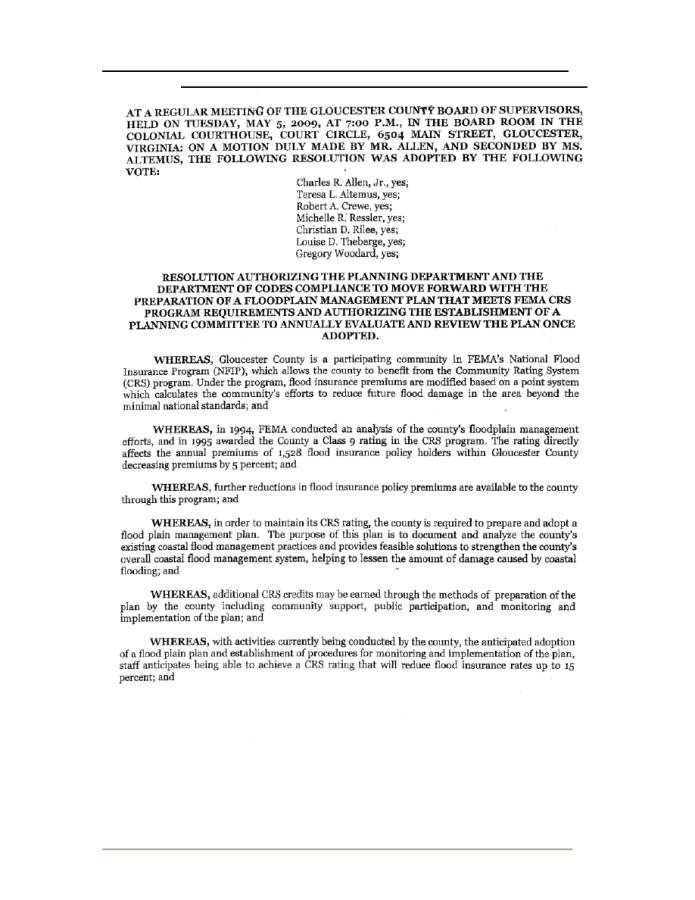 AT A REGULAR MEETING OF THE GLOUCESTER COUNTY BOARD OF SUPERVISORS,
HELD ON TUESDAY, MAY 5, 2009, AT 7:00 P.M., IN THE BOARD ROOM IN THE
COLONIAL COURTHOUSE, COURT CIRCLE, 6504 MAIN STREET, GLOUCESTER,
VIRGINIA: ON A MOTION DULY MADE BY MR. ALLEN, AND SECONDED BY MS.
ALTEMUS, THE FOLLOWING RESOLUTION WAS ADOPTED BY THE FOLLOWING
VOTE:
Charles R. Allen, Jr., yes;
Teresa L. Altemus, yes;
Robert A. Crewe, yes;
Michelle R. Ressler, yes;
Christian D. Rilee, yes;
Louise D. Theberge, yes;
Gregory Woodard, yes;
RESOLUTION AUTHORIZING THE PLANNING DEPARTMENT AND THE
DEPARTMENT OF CODES COMPLIANCE TO MOVE FORWARD WITH THE
PREPARATION OF A FLOODPLAIN MANAGEMENT PLAN THAT MEETS FEMA CRS
PROGRAM REQUIREMENTS AND AUTHORIZING THE ESTABLISHMENT OF A
PLANNING COMMITTEE TO ANNUALLY EVALUATE AND REVIEW THE PLAN ONCE
ADOPTED.
WHEREAS, Gloucester County is a participating community in FEMA's National Flood
Insurance Program (NFIP), which allows the county to benefit from the Community Rating System
(CRS) program. Under the program, flood insurance premiums are modified based on a point system
which calculates the community's efforts to reduce future flood damage in the area beyond the
minimal national standards; and
WHEREAS, in 1994, FEMA conducted an analysis of the county's floodplain management
efforts, and in 1995 awarded the County a Class 9 rating in the CRS program. The rating directly
affects the annual premiums of 1,528 flood insurance policy holders within Gloucester County
decreasing premiums by 5 percent; and
WHEREAS, further reductions in flood insurance policy premiums are available to the county
through this program; and
WHEREAS, in order to maintain its CRS rating, the county is required to prepare and adopt a
flood plain management plan. The purpose of this plan is to document and analyze the county's
existing coastal flood management practices and provides feasible solutions to strengthen the county's
overall coastal flood management system, helping to lessen the amount of damage caused by coastal
flooding; and
WHEREAS, additional CRS credits may be earned through the methods of preparation of the
plan by the county including community support, public participation, and monitoring and
implementation of the plan; and
WHEREAS, with activities currently being conducted by the county, the anticipated adoption
of a flood plain plan and establishment of procedures for monitoring and implementation of the plan,
staff anticipates being able to achieve a CRS rating that will reduce flood insurance rates up to 15
percent; and